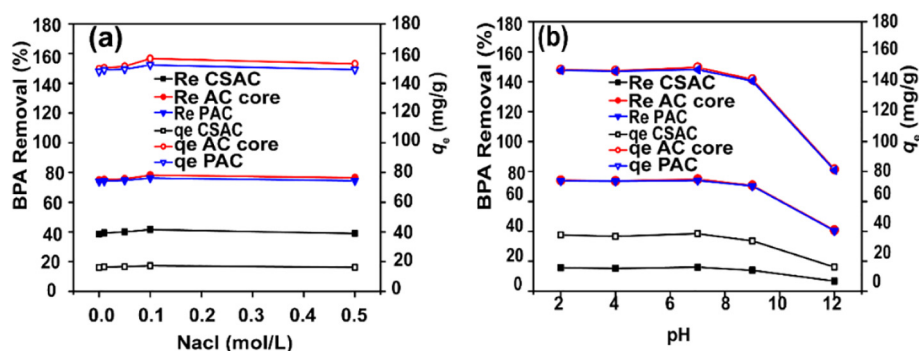 (a)
BPA Removal (%)
180
160
140
120
100
80
60
40
20
0
180
160
140
120
100
80
60
40
20
0
qe (mg/g)
Re CSAC
Re AC core
Re PAC
qe CSAC
qe AC core
qe PAC
0.0 0.1 0.2 0.3 0.4 0.5
Nacl (mol/L)
(b)
BPA Removal (%)
180
160
140
120
100
80
60
40
20
0
180
160
140
120
100
80
60
40
20
0
qe (mg/g)
Re CSAC
Re AC core
Re PAC
qe CSAC
qe AC core
qe PAC
2 4 6 8 10 12
pH